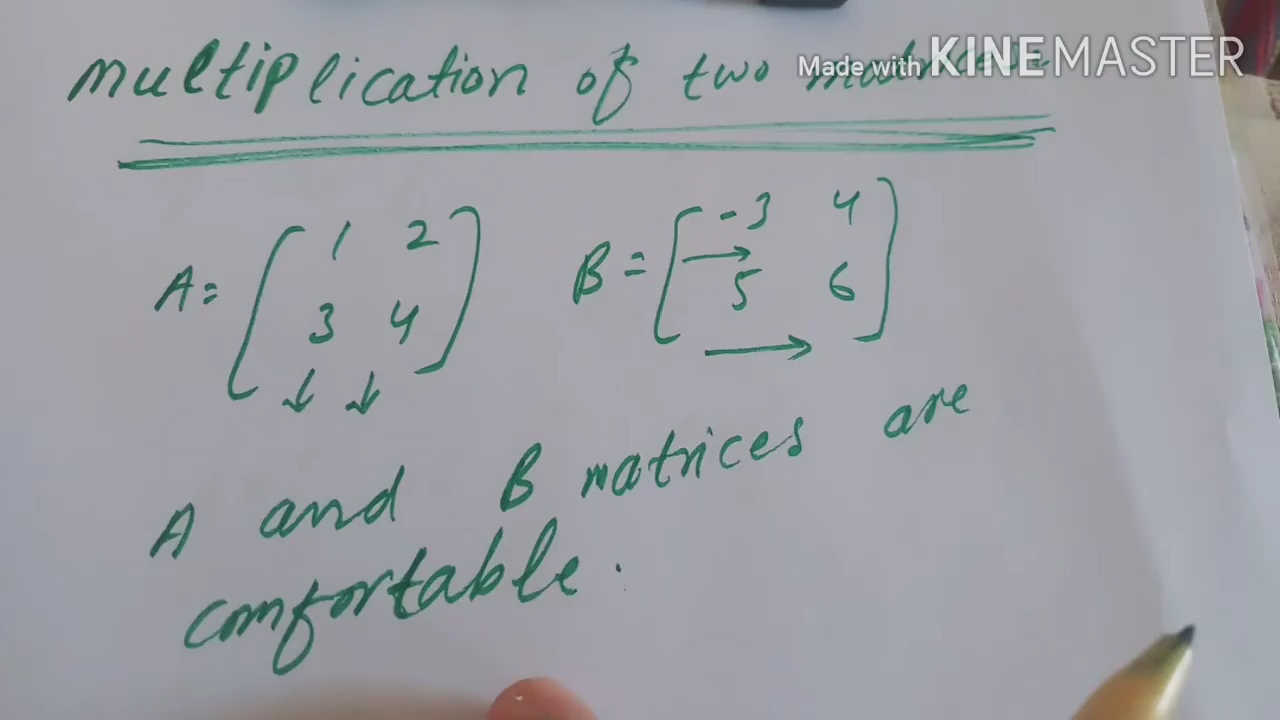 multiplication of two
Made with KINEMASTER
A = [ 1 2
3 4 ]
B = [ -3 4
5 6 ]
A and B matrices are
comfortable.